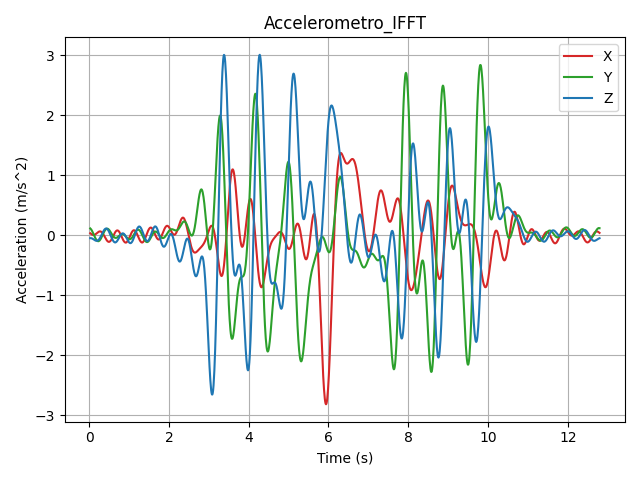 Accelerometro_IFFT
X
Y
Z
Acceleration (m/s^2)
3
2
1
0
−1
−2
−3
0 2 4 6 8 10 12
Time (s)